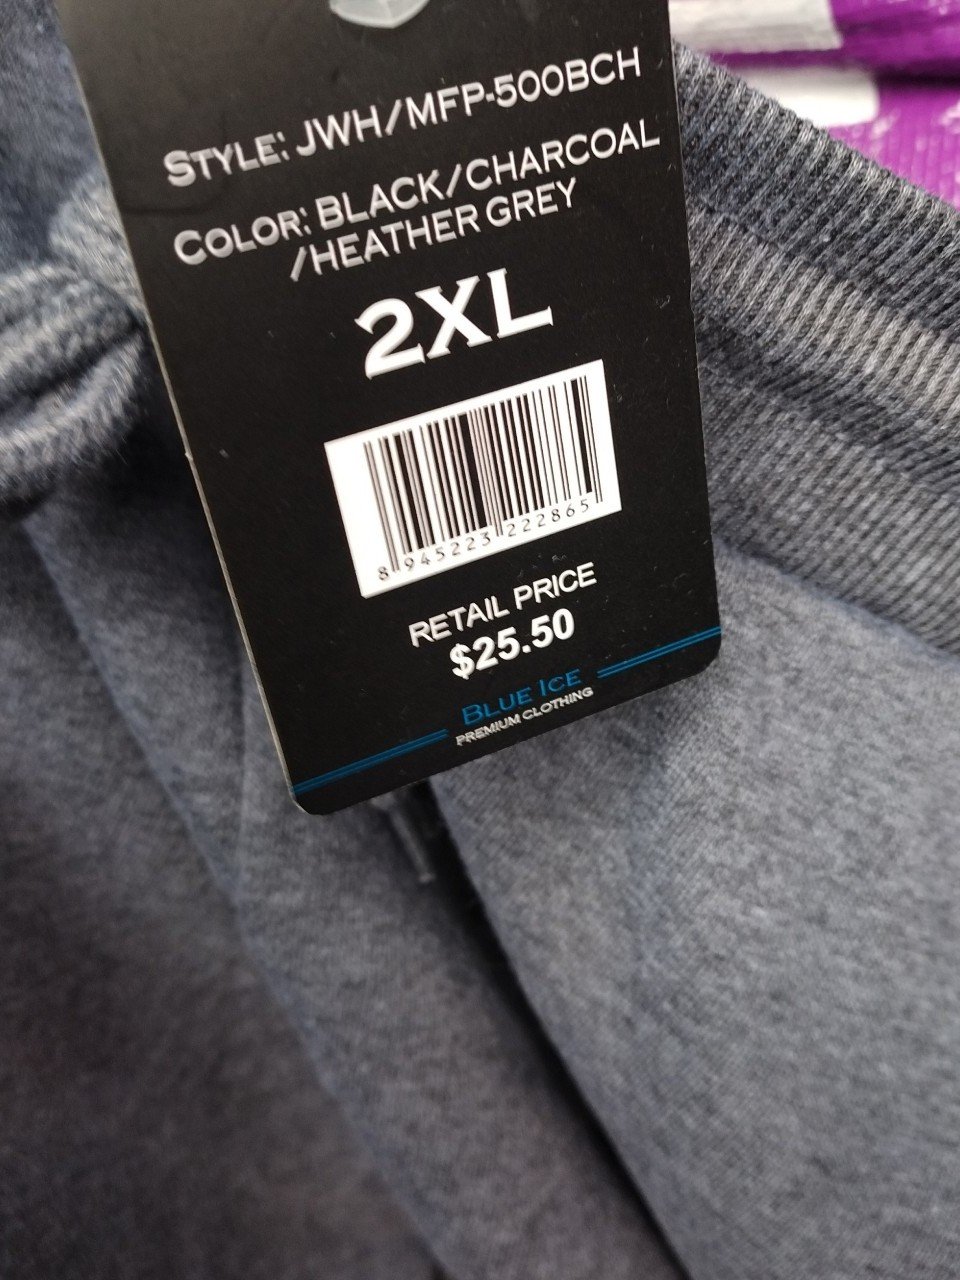 STYLE: JWH/MFP-500BCH
COLOR: BLACK/CHARCOAL
/HEATHER GREY
2XL
8 945223 222865
RETAIL PRICE
$25.50
BLUE ICE
PREMIUM CLOTHING